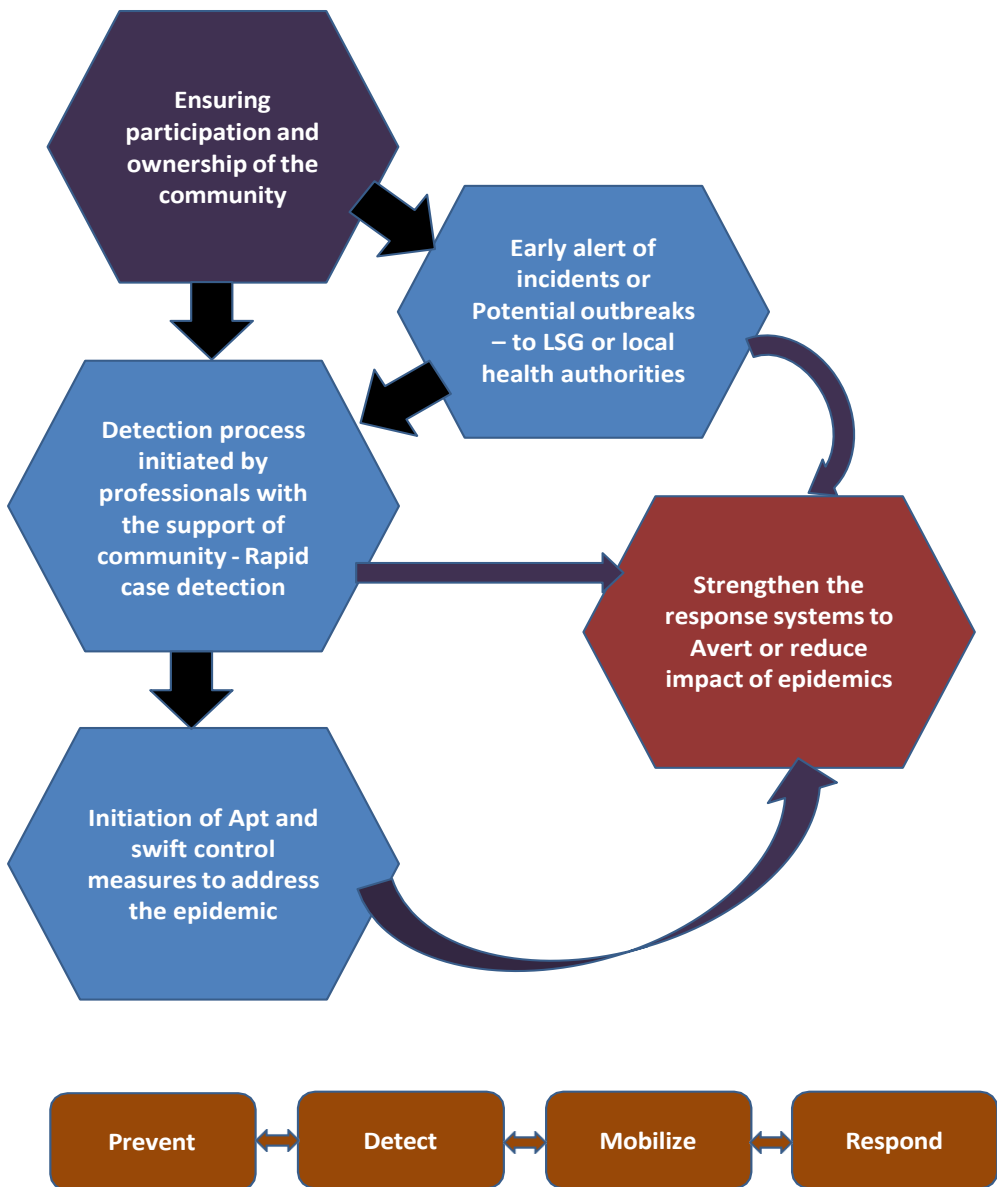 Ensuring
participation and
ownership of the
community
Early alert of
incidents or
Potential outbreaks
– to LSG or local
health authorities
Detection process
initiated by
professionals with
the support of
community - Rapid
case detection
Strengthen the
response systems to
Avert or reduce
impact of epidemics
Initiation of Apt and
swift control
measures to address
the epidemic
Prevent
Detect
Mobilize
Respond